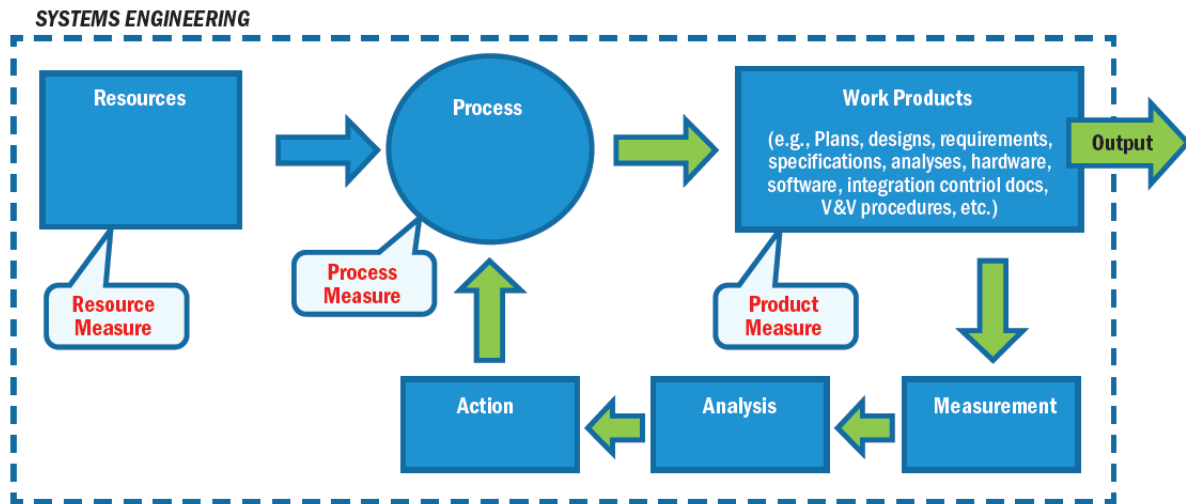 SYSTEMS ENGINEERING
Resources
Process
Work Products
(e.g., Plans, designs, requirements,
specifications, analyses, hardware,
software, integration contriol docs,
V&V procedures, etc.)
Output
Resource
Measure
Process
Measure
Product
Measure
Action
Analysis
Measurement